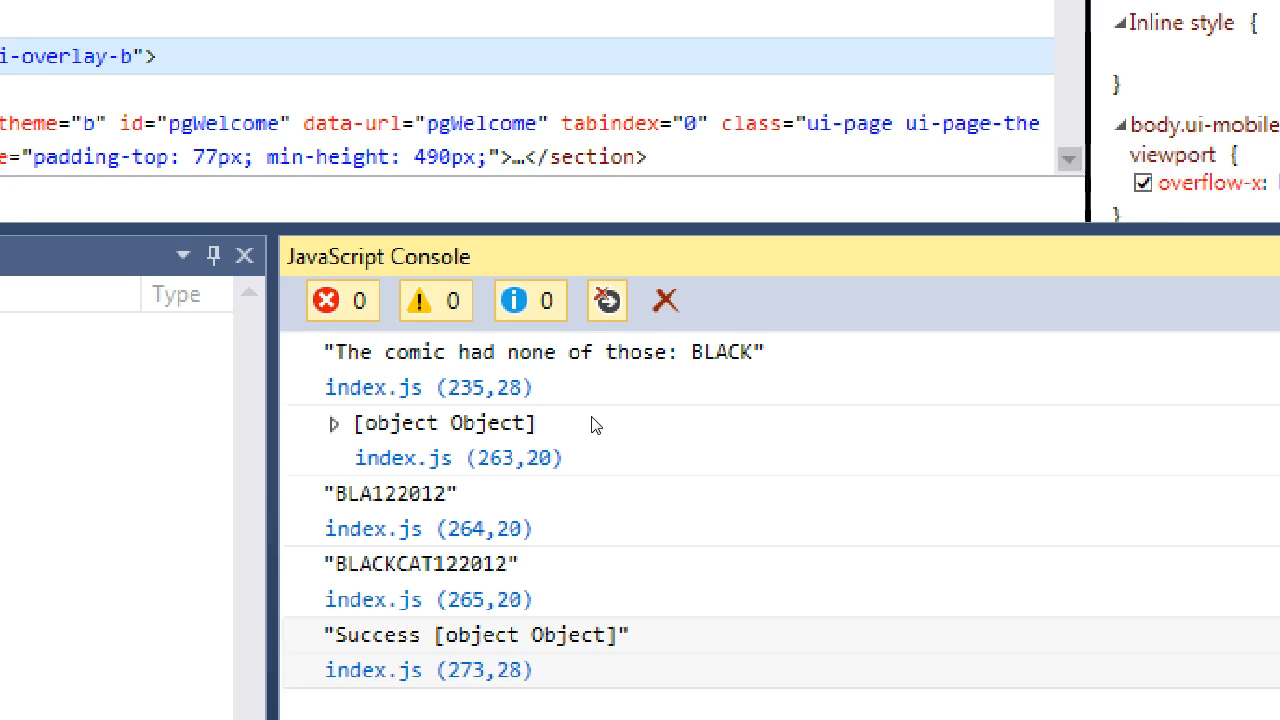 i-overlay-b">
theme="b" id="pgWelcome" data-url="pgWelcome" tabindex="0" class="ui-page ui-page-the
e="padding-top: 77px; min-height: 490px;">…</section>
Inline style {
}
body.ui-mobile
viewport {
overflow-x:
}
Type
JavaScript Console
0 0 0
"The comic had none of those: BLACK"
index.js (235,28)
[object Object]
index.js (263,20)
"BLA122012"
index.js (264,20)
"BLACKCAT122012"
index.js (265,20)
"Success [object Object]"
index.js (273,28)